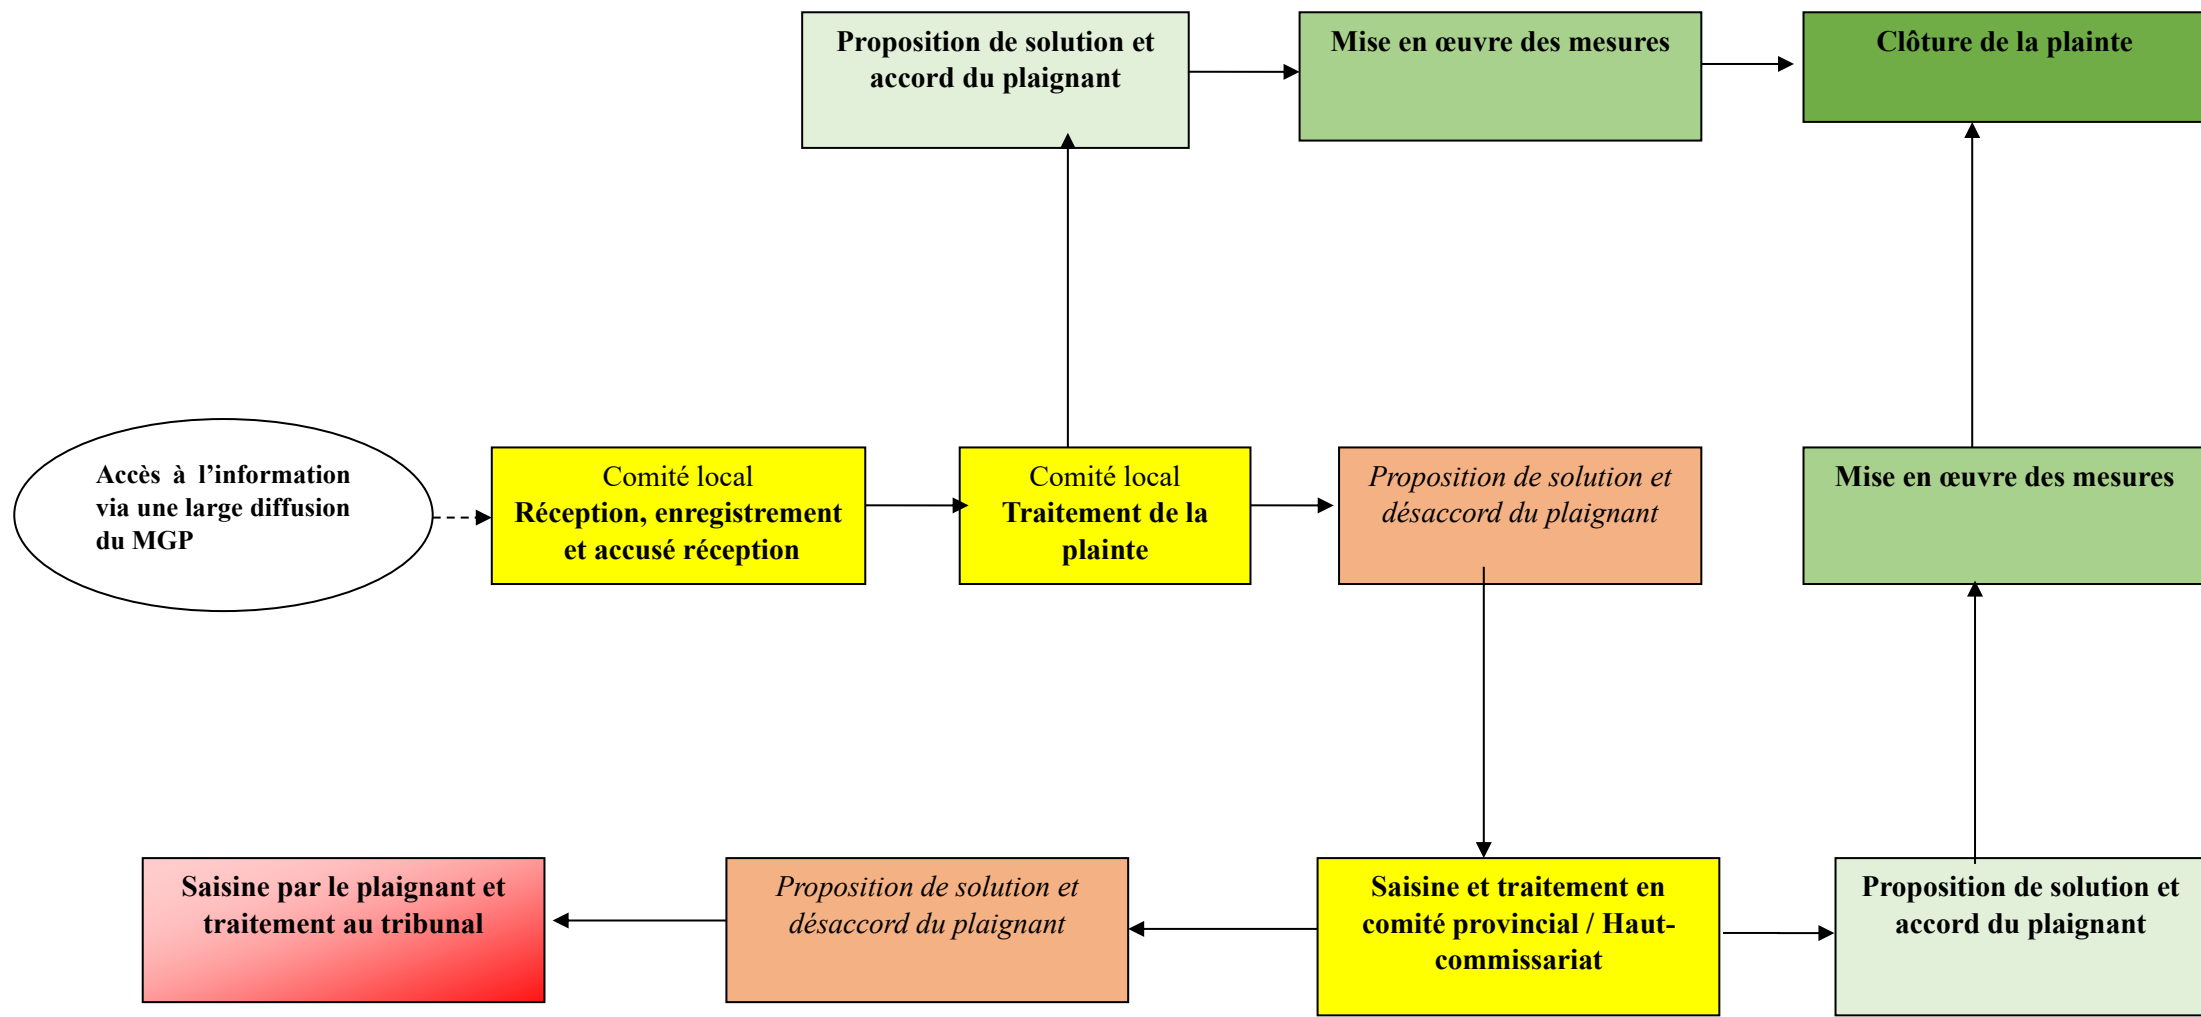 Proposition de solution et
accord du plaignant
Mise en œuvre des mesures
Clôture de la plainte
Accès à l’information
via une large diffusion
du MGP
Comité local
Réception, enregistrement
et accusé réception
Comité local
Traitement de la
plainte
Proposition de solution et
désaccord du plaignant
Mise en œuvre des mesures
Saisine par le plaignant et
traitement au tribunal
Proposition de solution et
désaccord du plaignant
Saisine et traitement en
comité provincial / Haut-
commissariat
Proposition de solution et
accord du plaignant